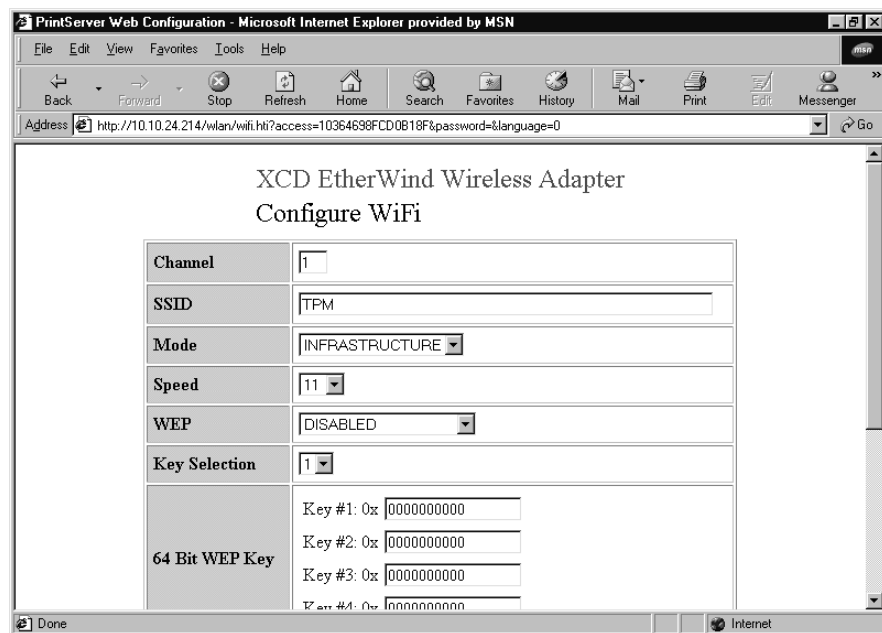 PrintServer Web Configuration - Microsoft Internet Explorer provided by MSN
File Edit View Favorites Tools Help
msn
Back Forward Stop Refresh Home Search Favorites History Mail Print Edit Messenger »
Address http://10.10.24.214/wlan/wifi.hti?access=10364698FCD0B18F&password=&language=0 Go
XCD EtherWind Wireless Adapter
Configure WiFi
Channel 1
SSID TPM
Mode INFRASTRUCTURE
Speed 11
WEP DISABLED
Key Selection 1
64 Bit WEP Key
Key #1: 0x 0000000000
Key #2: 0x 0000000000
Key #3: 0x 0000000000
Key #4: 0x 0000000000
Done Internet